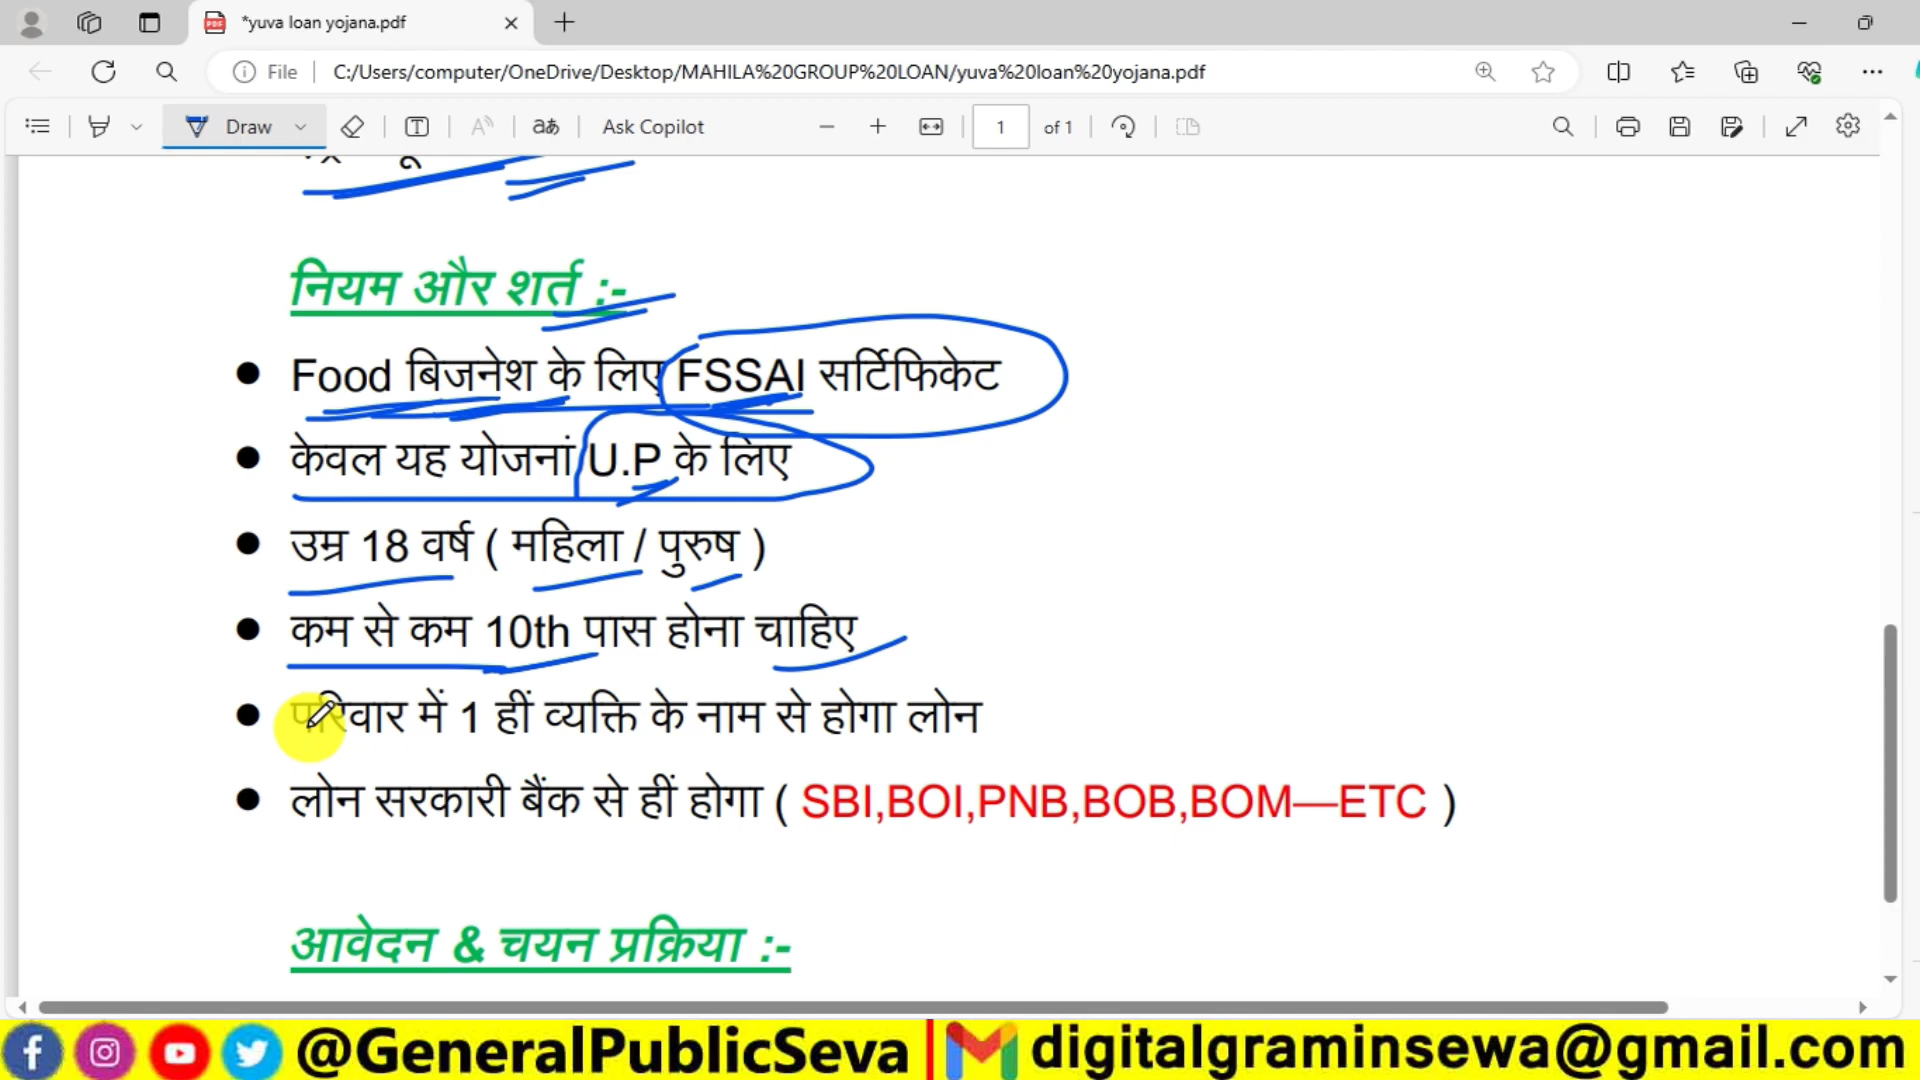 *yuva loan yojana.pdf
File C:/Users/computer/OneDrive/Desktop/MAHILA%20GROUP%20LOAN/yuva%20loan%20yojana.pdf
Draw Ask Copilot 1 of 1
नियम और शर्त :-
● Food बिजनेश के लिए FSSAI सर्टिफिकेट
● केवल यह योजनां U.P के लिए
● उम्र 18 वर्ष ( महिला / पुरुष )
● कम से कम 10th पास होना चाहिए
● परिवार में 1 हीं व्यक्ति के नाम से होगा लोन
● लोन सरकारी बैंक से हीं होगा ( SBI,BOI,PNB,BOB,BOM—ETC )
आवेदन & चयन प्रक्रिया :-
@GeneralPublicSeva digitalgraminsewa@gmail.com